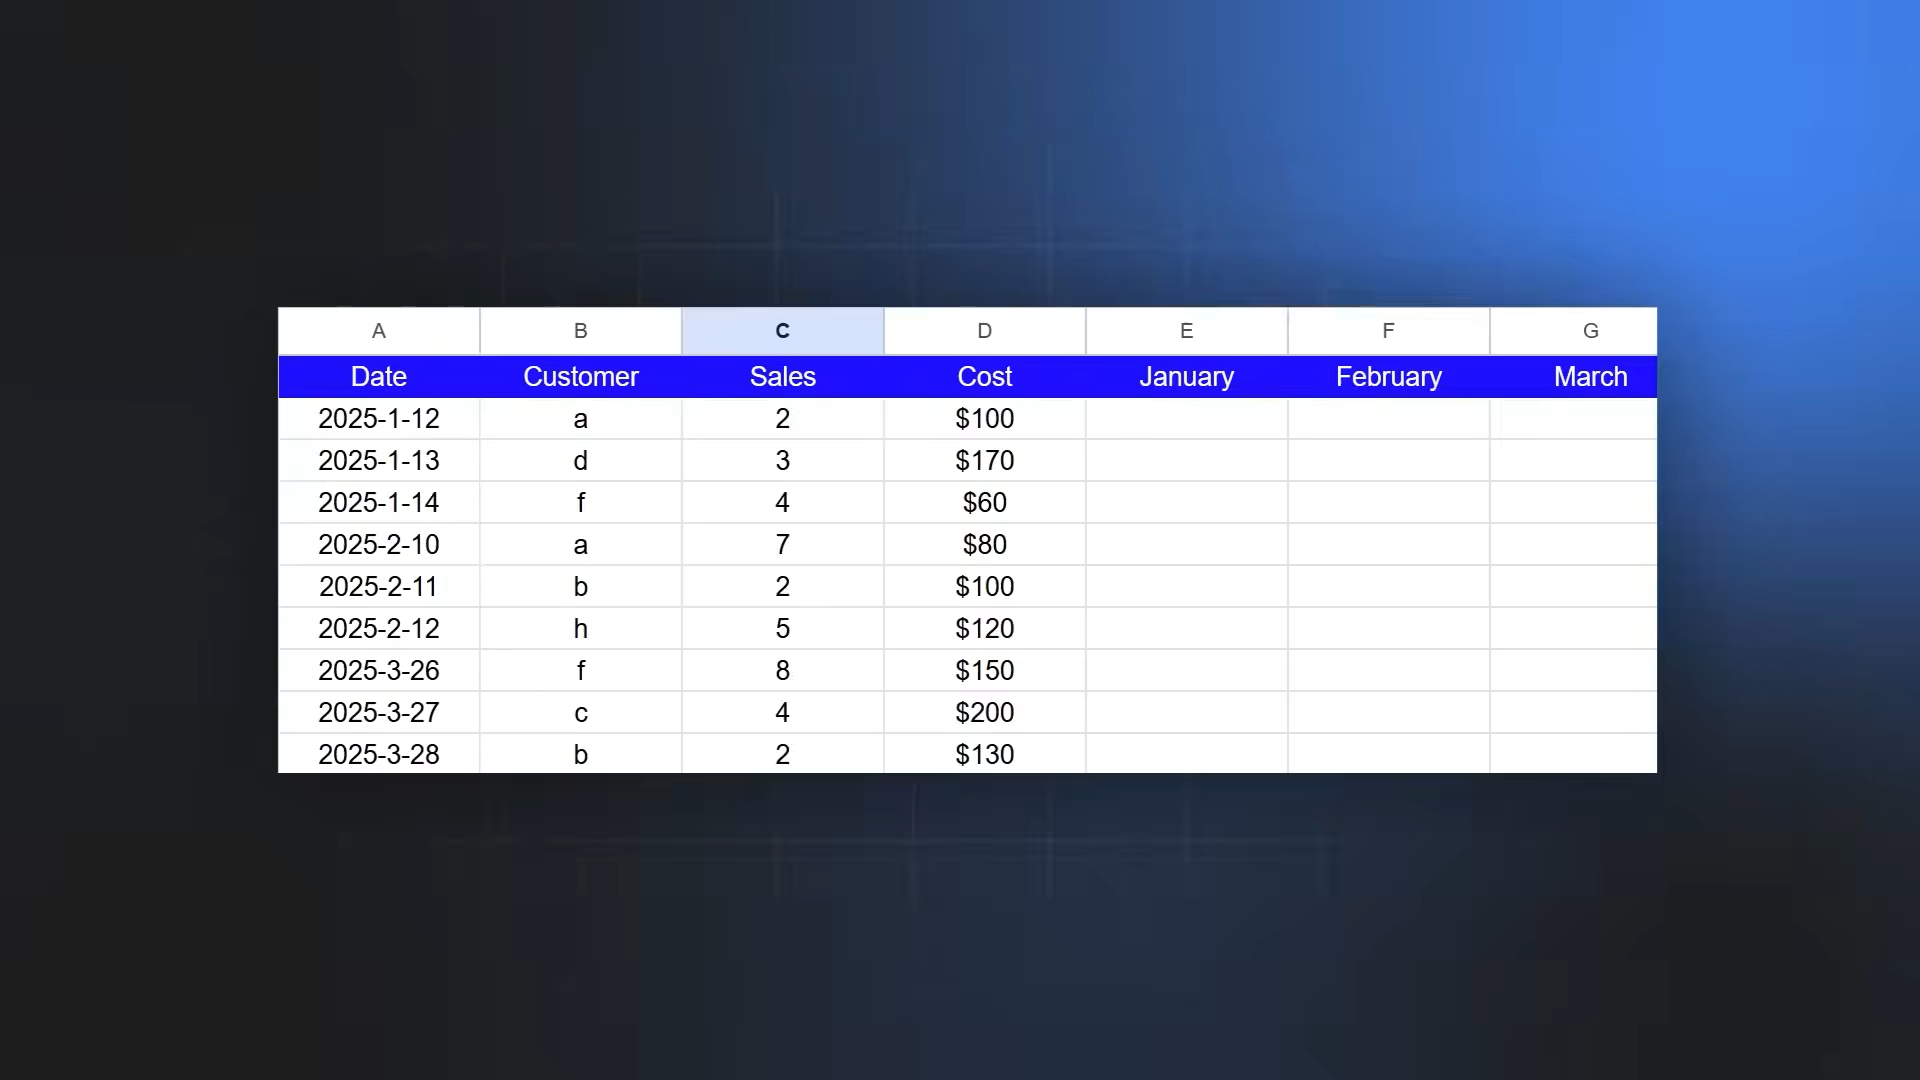 A B C D E F G
Date Customer Sales Cost January February March
2025-1-12 a 2 $100
2025-1-13 d 3 $170
2025-1-14 f 4 $60
2025-2-10 a 7 $80
2025-2-11 b 2 $100
2025-2-12 h 5 $120
2025-3-26 f 8 $150
2025-3-27 c 4 $200
2025-3-28 b 2 $130